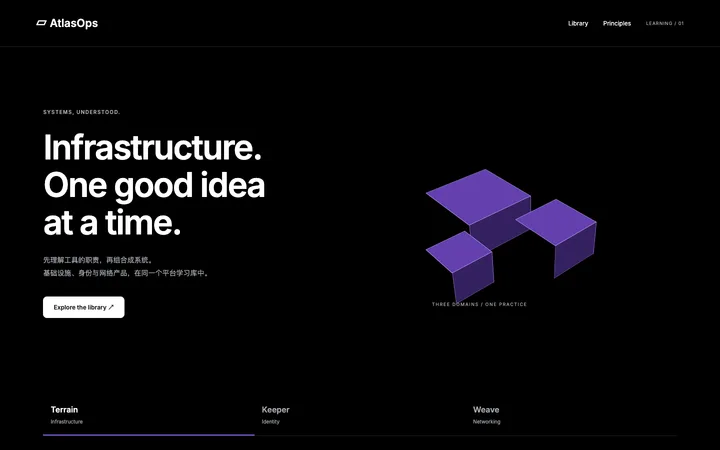 AtlasOps
Library
Principles
LEARNING / 01
SYSTEMS, UNDERSTOOD.
Infrastructure.
One good idea
at a time.
先理解工具的职责，再组合成系统。
基础设施、身份与网络产品，在同一个平台学习库中。
Explore the library ↗
THREE DOMAINS / ONE PRACTICE
Terrain
Infrastructure
Keeper
Identity
Weave
Networking